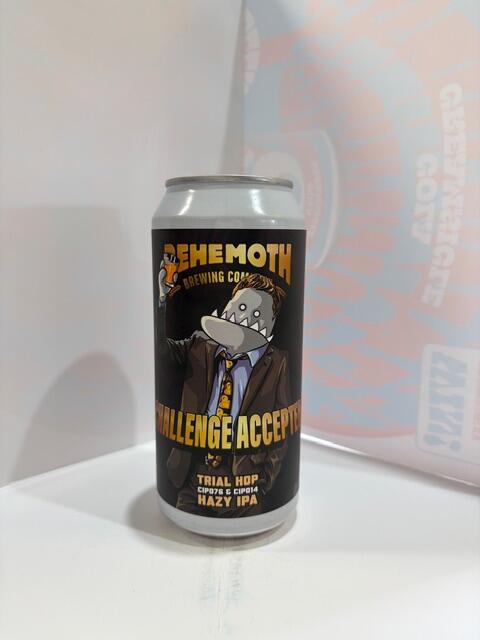 BEHEMOTH
BREWING COM
CHALLENGE ACCEPTE
TRIAL HOP
CIP076 & CIP014
HAZY IPA